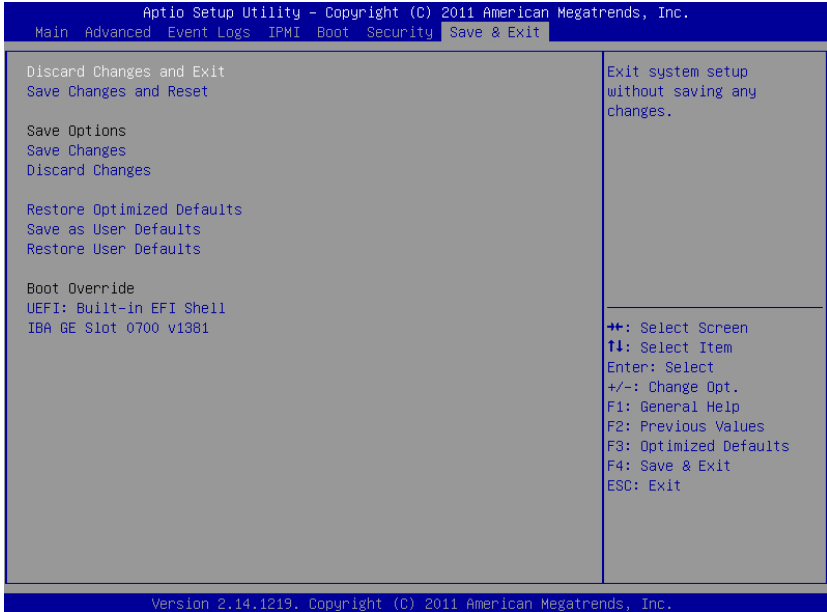 Aptio Setup Utility – Copyright (C) 2011 American Megatrends, Inc.
Main Advanced Event Logs IPMI Boot Security Save & Exit
Discard Changes and Exit
Save Changes and Reset
Save Options
Save Changes
Discard Changes
Restore Optimized Defaults
Save as User Defaults
Restore User Defaults
Boot Override
UEFI: Built-in EFI Shell
IBA GE Slot 0700 v1381
Exit system setup
without saving any
changes.
→←: Select Screen
↑↓: Select Item
Enter: Select
+/-: Change Opt.
F1: General Help
F2: Previous Values
F3: Optimized Defaults
F4: Save & Exit
ESC: Exit
Version 2.14.1219. Copyright (C) 2011 American Megatrends, Inc.